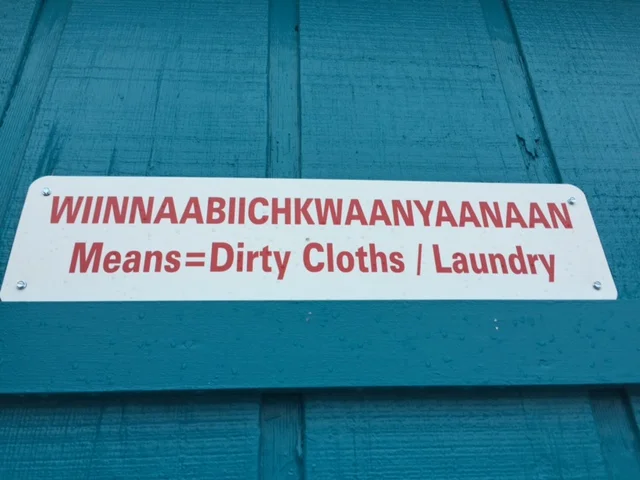 WIINNAABIICHKWAANYAANAAN
Means=Dirty Cloths / Laundry